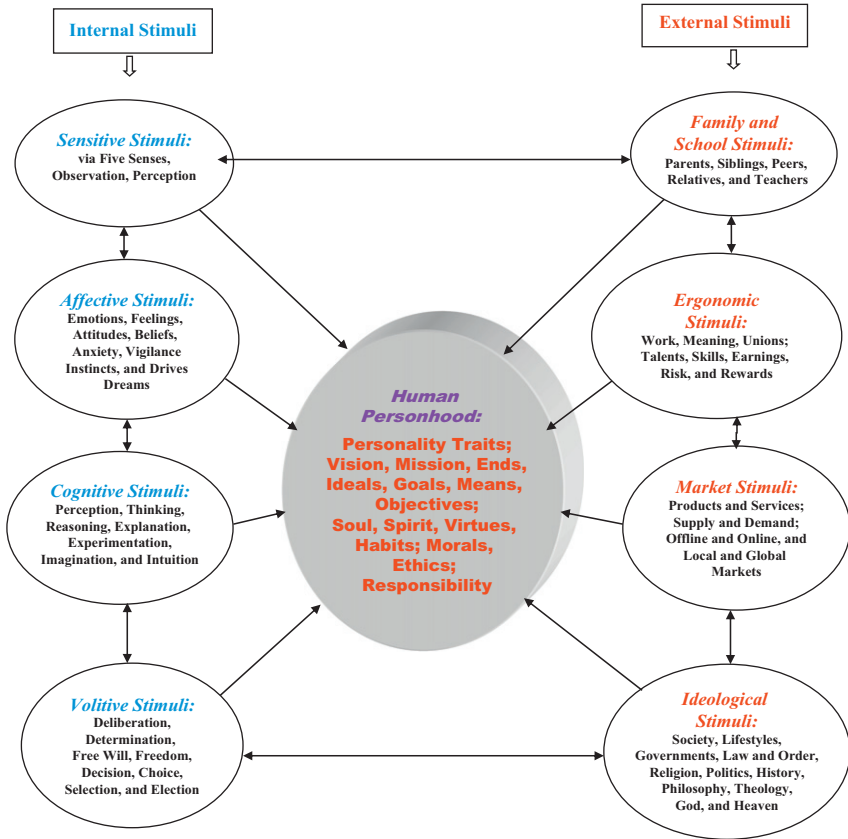 Internal Stimuli
External Stimuli
Sensitive Stimuli:
via Five Senses,
Observation, Perception
Family and
School Stimuli:
Parents, Siblings, Peers,
Relatives, and Teachers
Affective Stimuli:
Emotions, Feelings,
Attitudes, Beliefs,
Anxiety, Vigilance
Instincts, and Drives
Dreams
Ergonomic
Stimuli:
Work, Meaning, Unions;
Talents, Skills, Earnings,
Risk, and Rewards
Human
Personhood:
Personality Traits;
Vision, Mission, Ends,
Ideals, Goals, Means,
Objectives;
Soul, Spirit, Virtues,
Habits; Morals,
Ethics;
Responsibility
Cognitive Stimuli:
Perception, Thinking,
Reasoning, Explanation,
Experimentation,
Imagination, and Intuition
Market Stimuli:
Products and Services;
Supply and Demand;
Offline and Online, and
Local and Global
Markets
Volitive Stimuli:
Deliberation,
Determination,
Free Will, Freedom,
Decision, Choice,
Selection, and Election
Ideological
Stimuli:
Society, Lifestyles,
Governments, Law and Order,
Religion, Politics, History,
Philosophy, Theology,
God, and Heaven